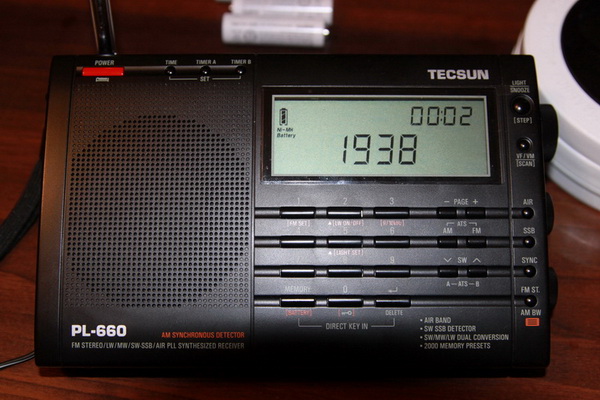 POWER
TIME TIMER A TIMER B
SET
TECSUN
LIGHT
SNOOZE
[STEP]
VF/VM
[SCAN]
Ni-MH
Battery
00:02
1938
1 2 3 − PAGE + AIR
[FM SET] ▲[LW ON/OFF] ATS
AM FM SSB
▲[LIGHT SET]
SW SYNC
A—ATS—B
MEMORY 0 FM ST.
[BATTERY] DELETE AM BW
DIRECT KEY IN
PL-660
AM SYNCHRONOUS DETECTOR
FM STEREO/LW/MW/SW-SSB/AIR PLL SYNTHESIZED RECEIVER
• AIR BAND
• SW SSB DETECTOR
• SW/MW/LW DUAL CONVERSION
• 2000 MEMORY PRESETS